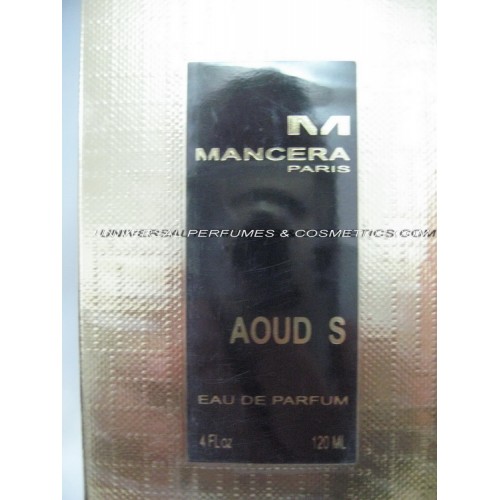 M
MANCERA
PARIS
UNIVERSALPERFUMES & COSMETICS.COM
AOUD S
EAU DE PARFUM
4 FL oz 120 ML